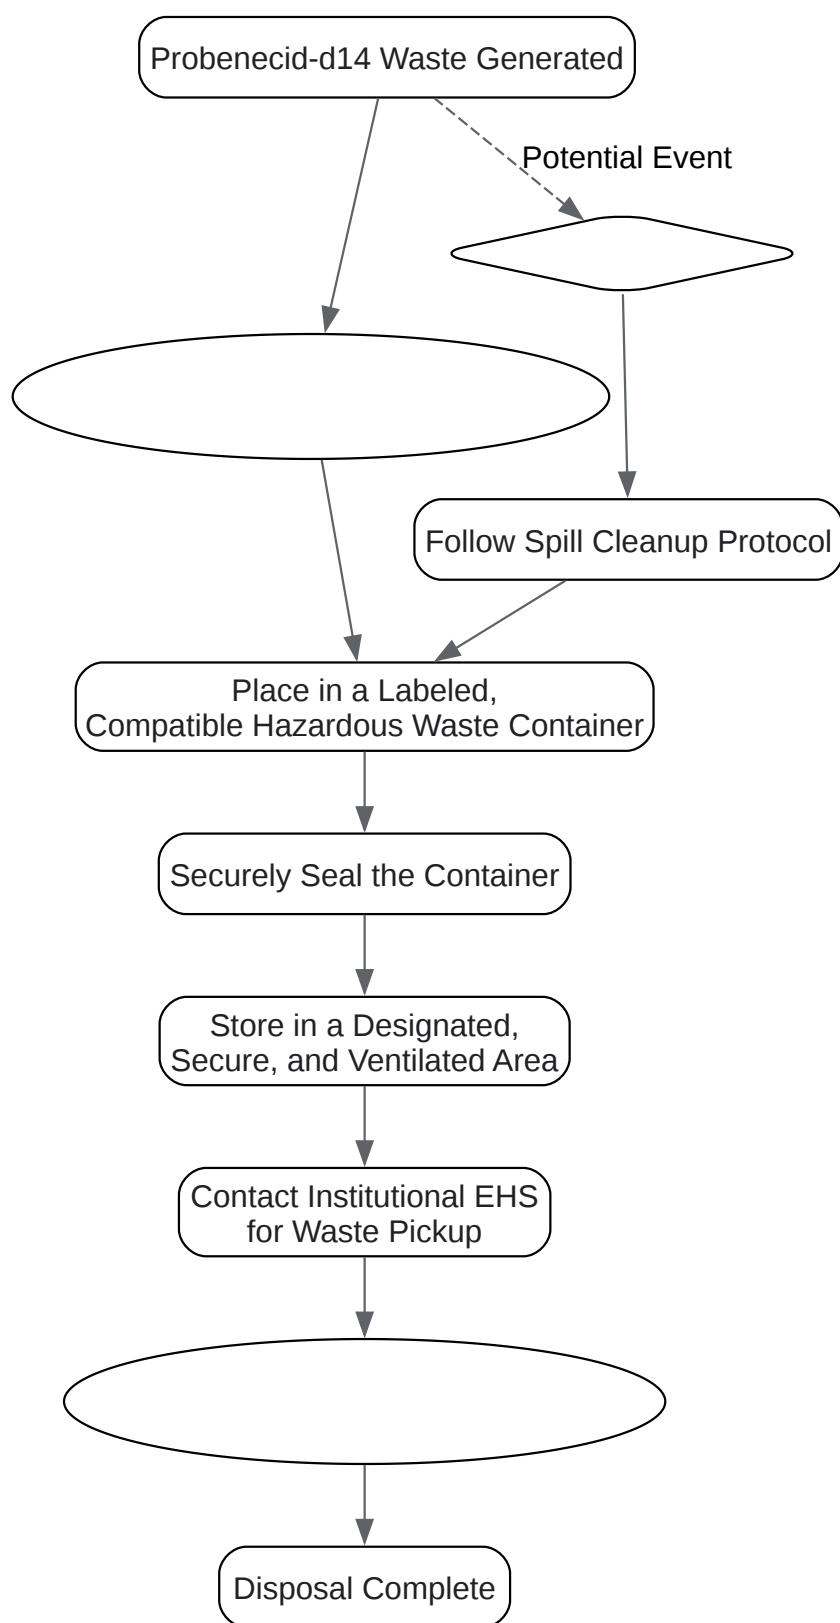 Probenecid-d14 Waste Generated
Potential Event
Follow Spill Cleanup Protocol
Place in a Labeled,
Compatible Hazardous Waste Container
Securely Seal the Container
Store in a Designated,
Secure, and Ventilated Area
Contact Institutional EHS
for Waste Pickup
Disposal Complete